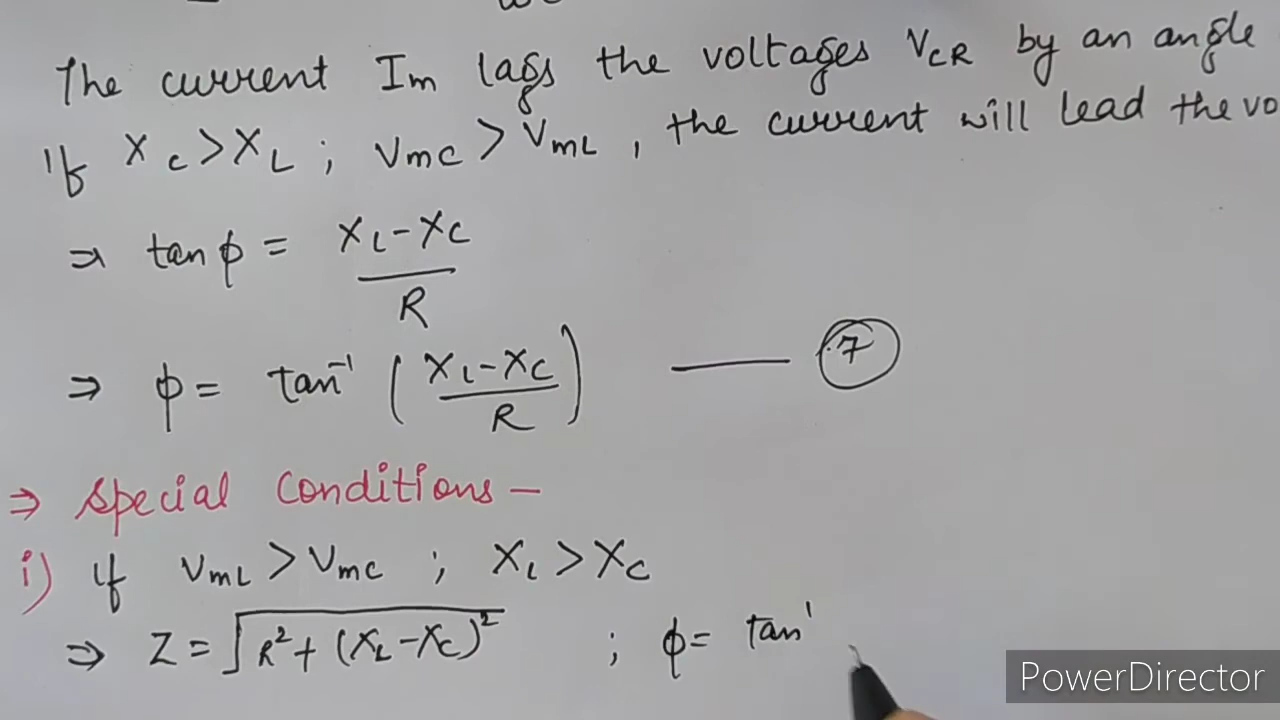 The current Im lags the voltages VCR by an angle
If Xc > XL ; Vmc > VmL , the current will lead the vo
⇒ tan ϕ = XL-XC
R
⇒ ϕ = tan⁻¹ ( XL-XC ) —— 7
R
⇒ Special Conditions -
i) If VmL > Vmc ; XL > XC
⇒ Z = √R² + (XL-XC)² ; ϕ = tan'
PowerDirector